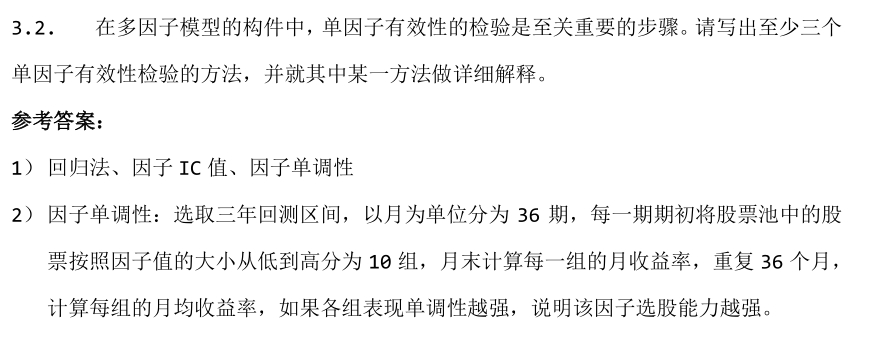 3.2. 在多因子模型的构件中，单因子有效性的检验是至关重要的步骤。请写出至少三个
单因子有效性检验的方法，并就其中某一方法做详细解释。
参考答案：
1） 回归法、因子 IC 值、因子单调性
2） 因子单调性：选取三年回测区间，以月为单位分为 36 期，每一期期初将股票池中的股
票按照因子值的大小从低到高分为 10 组，月末计算每一组的月收益率，重复 36 个月，
计算每组的月均收益率，如果各组表现单调性越强，说明该因子选股能力越强。